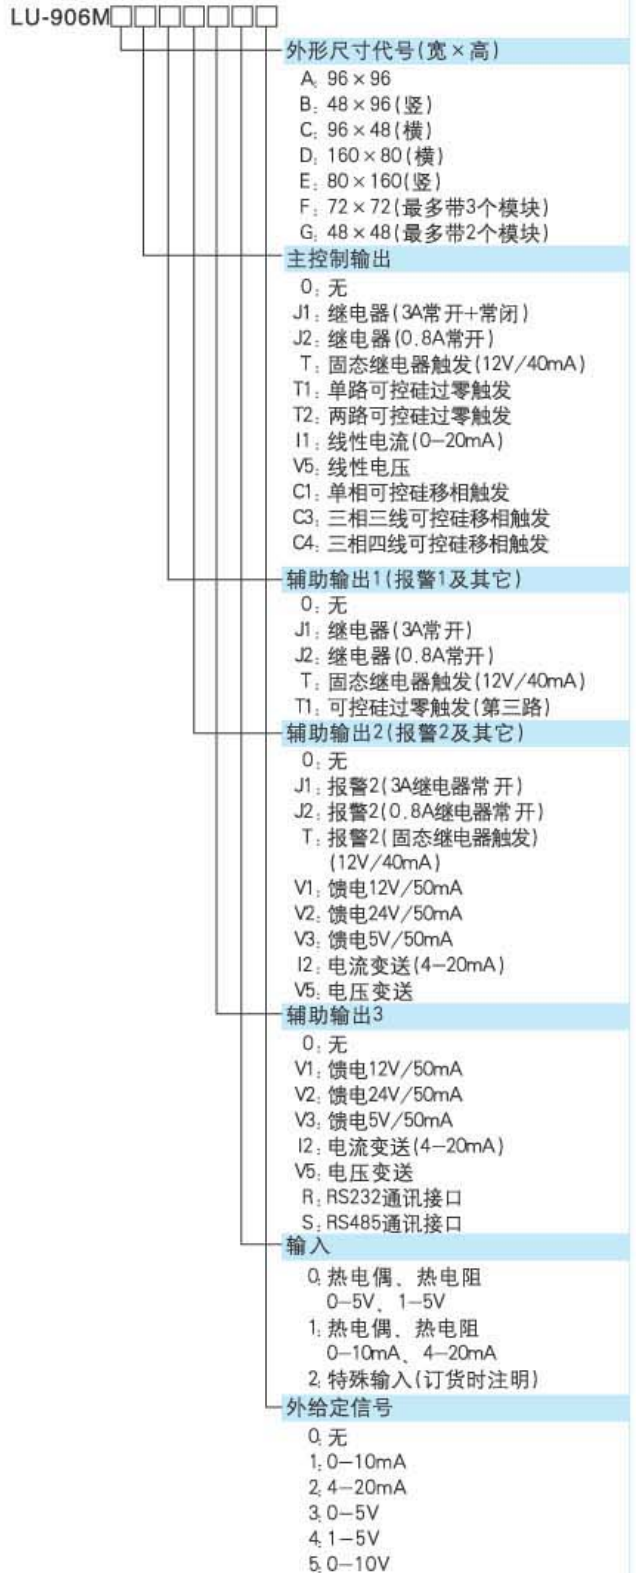 LU-906M□□□□□□□
外形尺寸代号(宽×高)
A: 96×96
B: 48×96(竖)
C: 96×48(横)
D: 160×80(横)
E: 80×160(竖)
F: 72×72(最多带3个模块)
G: 48×48(最多带2个模块)
主控制输出
0: 无
J1: 继电器(3A常开+常闭)
J2: 继电器(0.8A常开)
T: 固态继电器触发(12V/40mA)
T1: 单路可控硅过零触发
T2: 两路可控硅过零触发
I1: 线性电流(0—20mA)
V5: 线性电压
C1: 单相可控硅移相触发
C3: 三相三线可控硅移相触发
C4: 三相四线可控硅移相触发
辅助输出1(报警1及其它)
0: 无
J1: 继电器(3A常开)
J2: 继电器(0.8A常开)
T: 固态继电器触发(12V/40mA)
T1: 可控硅过零触发(第三路)
辅助输出2(报警2及其它)
0: 无
J1: 报警2(3A继电器常开)
J2: 报警2(0.8A继电器常开)
T: 报警2(固态继电器触发)
(12V/40mA)
V1: 馈电12V/50mA
V2: 馈电24V/50mA
V3: 馈电5V/50mA
I2: 电流变送(4—20mA)
V5: 电压变送
辅助输出3
0: 无
V1: 馈电12V/50mA
V2: 馈电24V/50mA
V3: 馈电5V/50mA
I2: 电流变送(4—20mA)
V5: 电压变送
R: RS232通讯接口
S: RS485通讯接口
输入
0: 热电偶、热电阻
0—5V、1—5V
1: 热电偶、热电阻
0—10mA、4—20mA
2: 特殊输入(订货时注明)
外给定信号
0: 无
1: 0—10mA
2: 4—20mA
3: 0—5V
4: 1—5V
5: 0—10V